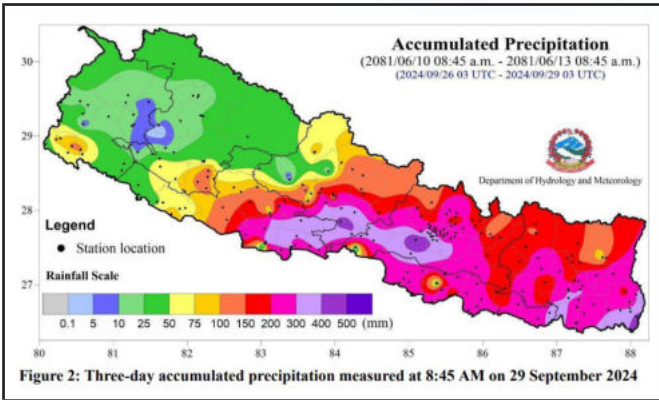 Accumulated Precipitation
(2081/06/10 08:45 a.m. - 2081/06/13 08:45 a.m.)
(2024/09/26 03 UTC - 2024/09/29 03 UTC)
30
29
28
27
Department of Hydrology and Meteorology
Legend
Station location
Rainfall Scale
0.1 5 10 25 50 75 100 150 200 300 400 500 (mm)
80 81 82 83 84 85 86 87 88
Figure 2: Three-day accumulated precipitation measured at 8:45 AM on 29 September 2024